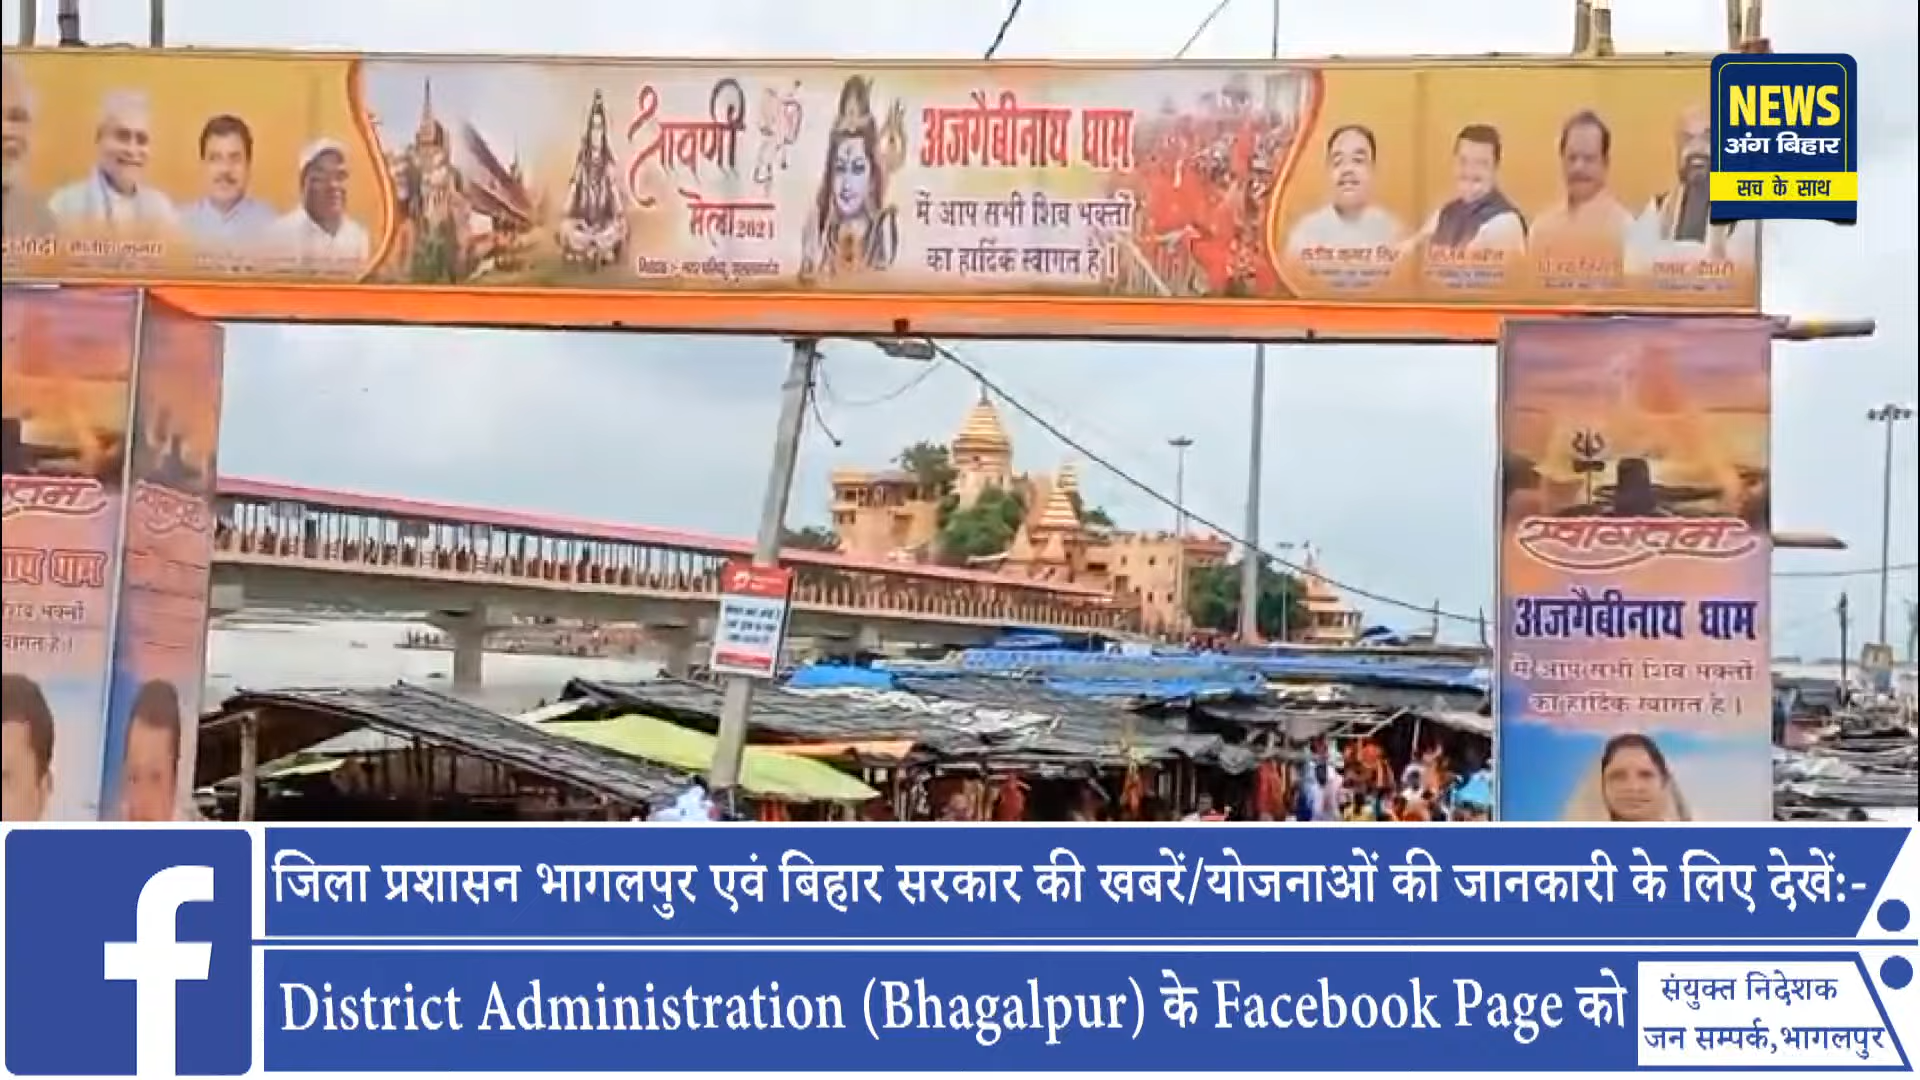 NEWS
अंग बिहार
सच के साथ
श्रावणी
मेला
अजगैबीनाथ धाम
में आप सभी शिव भक्तों
का हार्दिक स्वागत है।
स्वागतम
अजगैबीनाथ धाम
में आप सभी शिव भक्तों
का हार्दिक स्वागत है।
जिला प्रशासन भागलपुर एवं बिहार सरकार की खबरें/योजनाओं की जानकारी के लिए देखें:-
District Administration (Bhagalpur) के Facebook Page को
संयुक्त निदेशक
जन सम्पर्क,भागलपुर